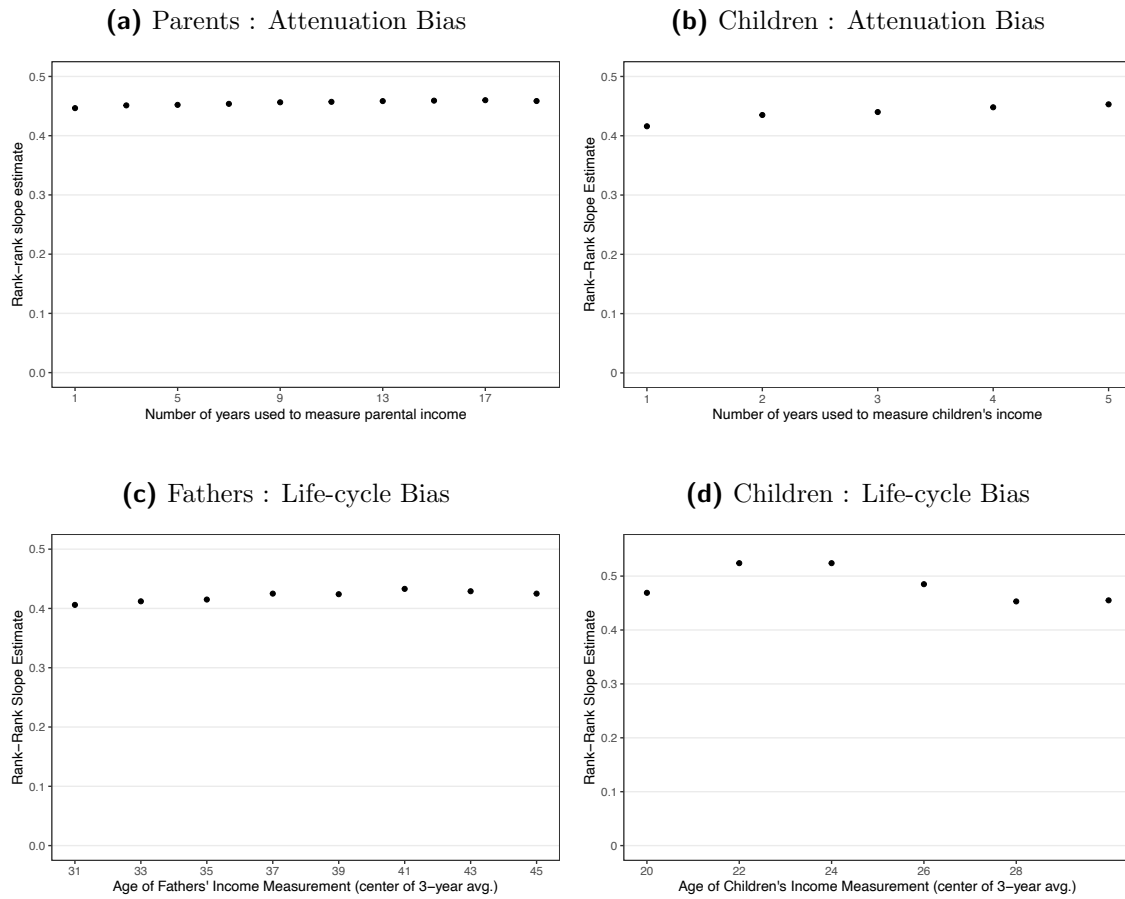 (a) Parents : Attenuation Bias
0.5
0.4
0.3
0.2
0.1
0.0
Rank−rank slope estimate
1 5 9 13 17
Number of years used to measure parental income
(b) Children : Attenuation Bias
0.5
0.4
0.3
0.2
0.1
0
Rank−Rank Slope Estimate
1 2 3 4 5
Number of years used to measure children's income
(c) Fathers : Life-cycle Bias
0.5
0.4
0.3
0.2
0.1
0.0
Rank−Rank Slope Estimate
31 33 35 37 39 41 43 45
Age of Fathers' Income Measurement (center of 3−year avg.)
(d) Children : Life-cycle Bias
0.5
0.4
0.3
0.2
0.1
0
Rank−Rank Slope Estimate
20 22 24 26 28
Age of Children's Income Measurement (center of 3−year avg.)